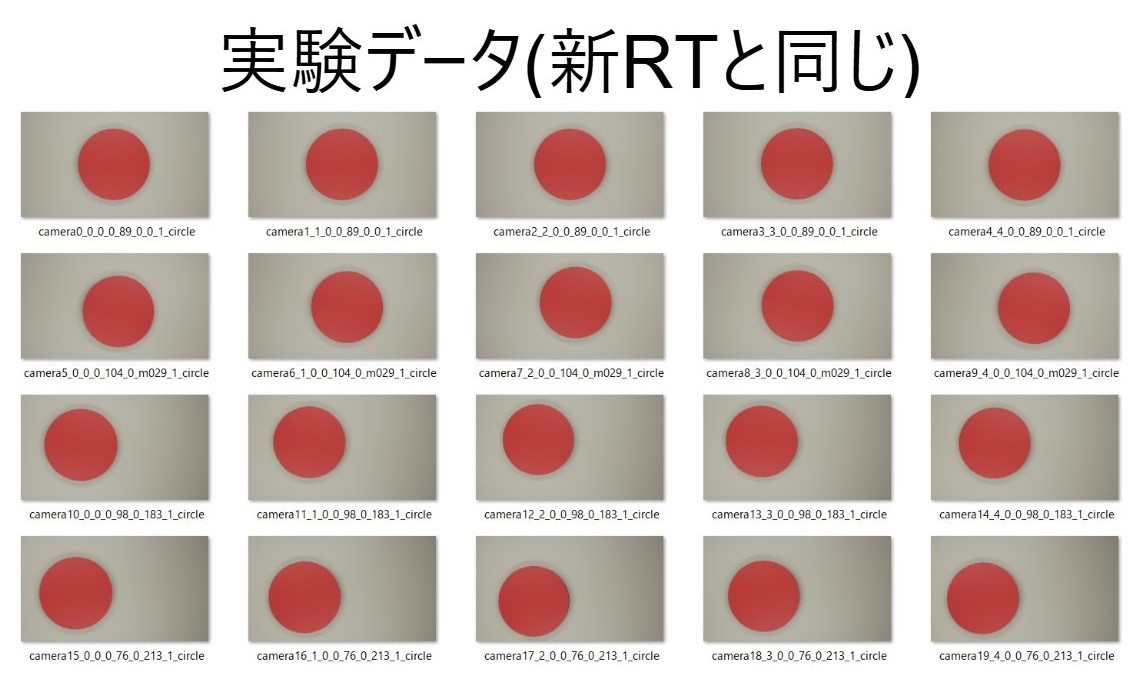 実験データ(新RTと同じ)
camera0_0_0_0_89_0_0_1_circle
camera1_1_0_0_89_0_0_1_circle
camera2_2_0_0_89_0_0_1_circle
camera3_3_0_0_89_0_0_1_circle
camera4_4_0_0_89_0_0_1_circle
camera5_0_0_0_104_0_m029_1_circle
camera6_1_0_0_104_0_m029_1_circle
camera7_2_0_0_104_0_m029_1_circle
camera8_3_0_0_104_0_m029_1_circle
camera9_4_0_0_104_0_m029_1_circle
camera10_0_0_0_98_0_183_1_circle
camera11_1_0_0_98_0_183_1_circle
camera12_2_0_0_98_0_183_1_circle
camera13_3_0_0_98_0_183_1_circle
camera14_4_0_0_98_0_183_1_circle
camera15_0_0_0_76_0_213_1_circle
camera16_1_0_0_76_0_213_1_circle
camera17_2_0_0_76_0_213_1_circle
camera18_3_0_0_76_0_213_1_circle
camera19_4_0_0_76_0_213_1_circle